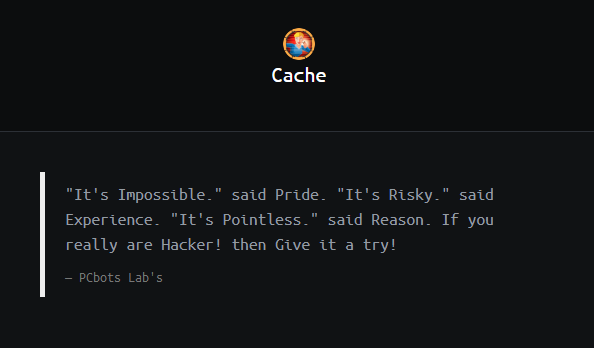 Cache
"It's Impossible." said Pride. "It's Risky." said
Experience. "It's Pointless." said Reason. If you
really are Hacker! then Give it a try!
— PCbots Lab's